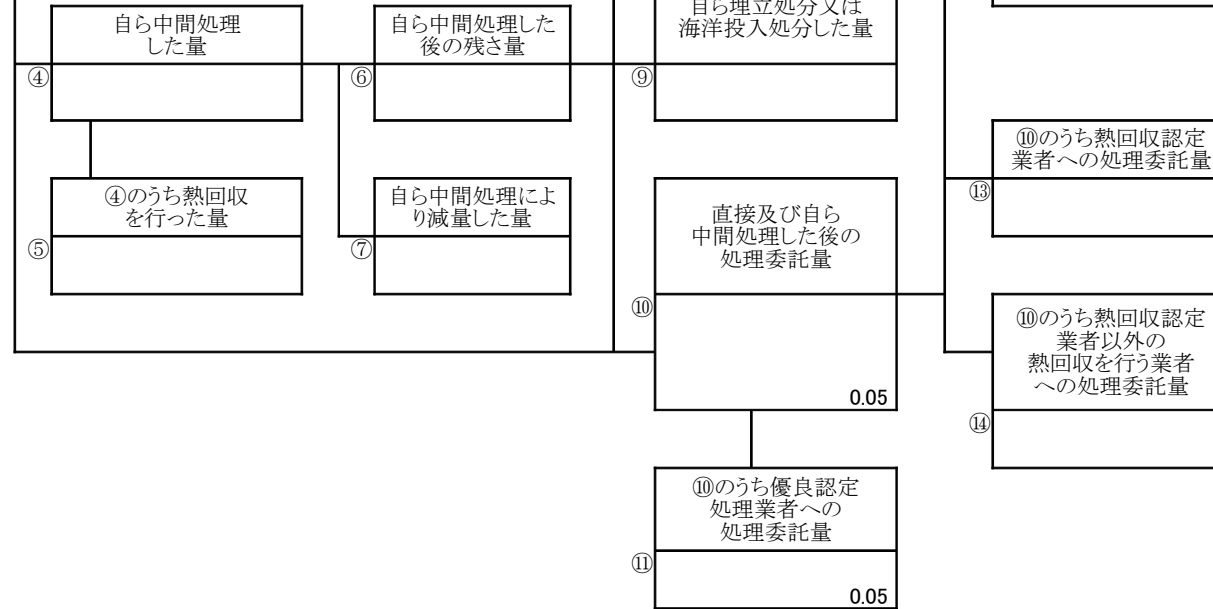 自ら中間処理
した量
④
⑤
④のうち熱回収
を行った量
自ら中間処理した
後の残さ量
⑥
自ら中間処理によ
り減量した量
⑦
自ら埋立処分又は
海洋投入処分した量
⑨
直接及び自ら
中間処理した後の
処理委託量
⑩
0.05
⑩のうち優良認定
処理業者への
処理委託量
⑪
0.05
⑩のうち熱回収認定
業者への処理委託量
⑬
⑩のうち熱回収認定
業者以外の
熱回収を行う業者
への処理委託量
⑭